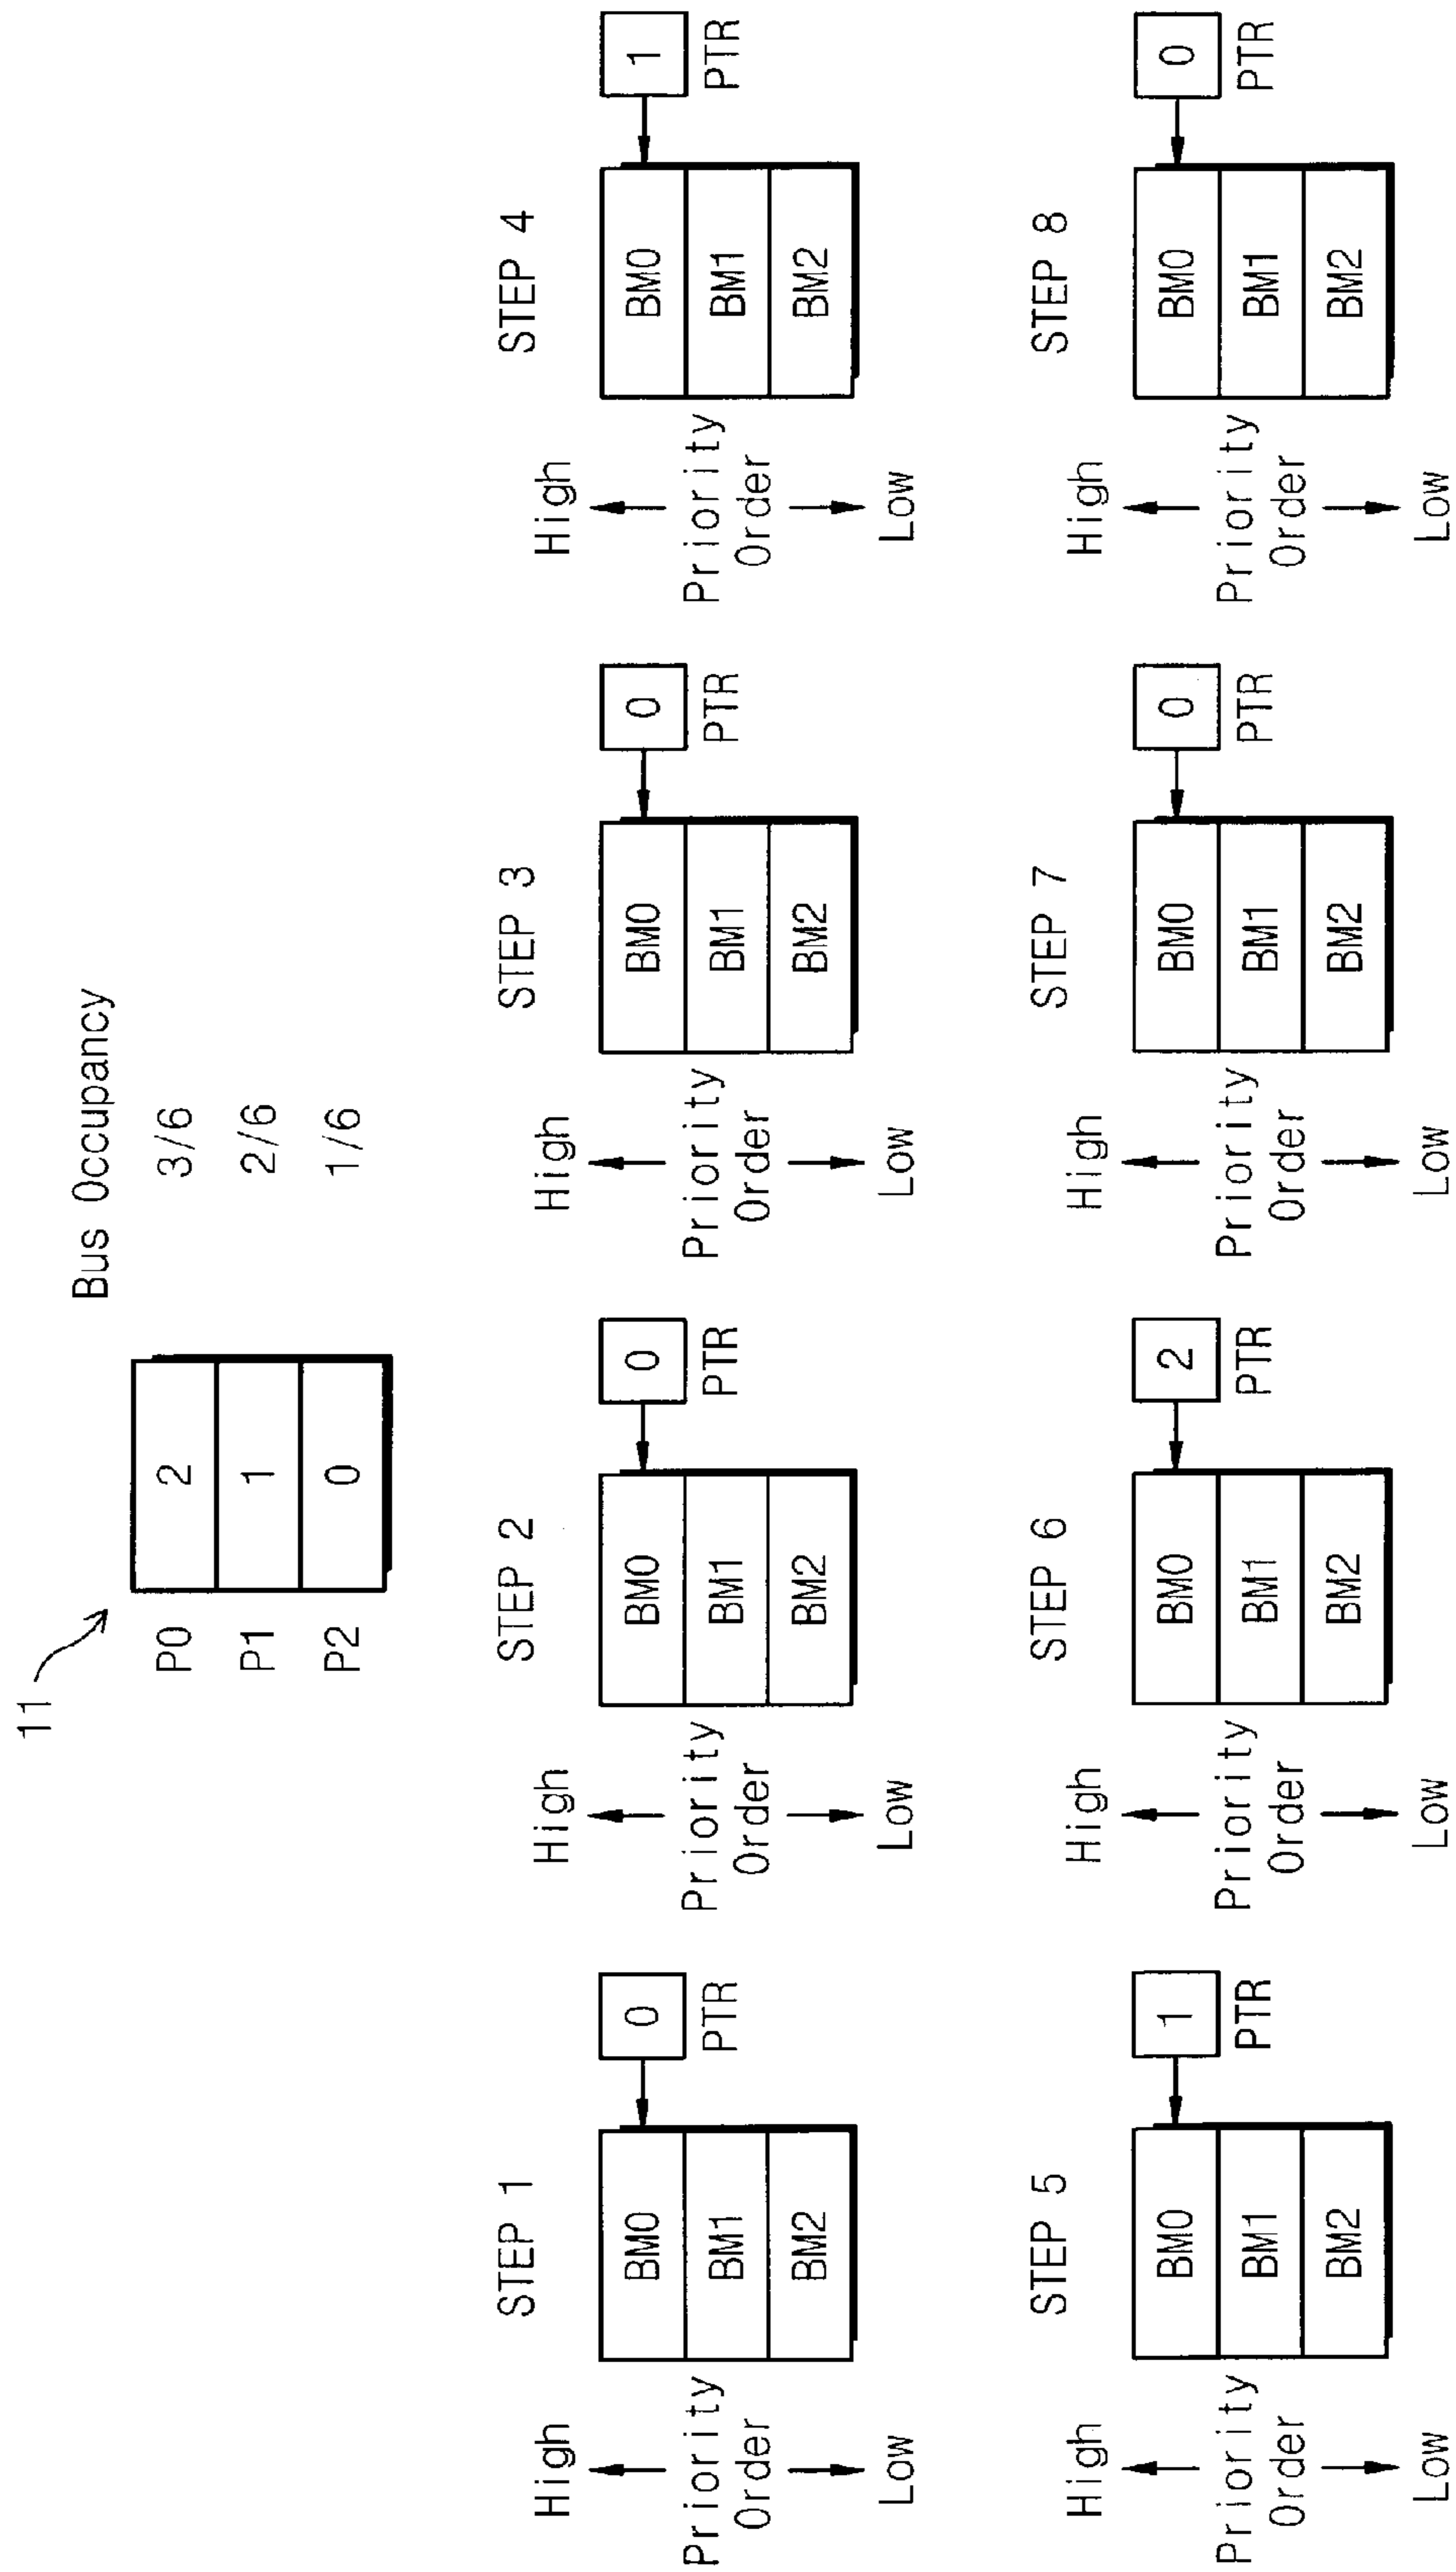 11
Bus Occupancy
P0 2 3/6
P1 1 2/6
P2 0 1/6
STEP 1
High
Priority
Order
Low
BM0
BM1
BM2
0
PTR
STEP 2
High
Priority
Order
Low
BM0
BM1
BM2
0
PTR
STEP 3
High
Priority
Order
Low
BM0
BM1
BM2
0
PTR
STEP 4
High
Priority
Order
Low
BM0
BM1
BM2
1
PTR
STEP 5
High
Priority
Order
Low
BM0
BM1
BM2
1
PTR
STEP 6
High
Priority
Order
Low
BM0
BM1
BM2
2
PTR
STEP 7
High
Priority
Order
Low
BM0
BM1
BM2
0
PTR
STEP 8
High
Priority
Order
Low
BM0
BM1
BM2
0
PTR